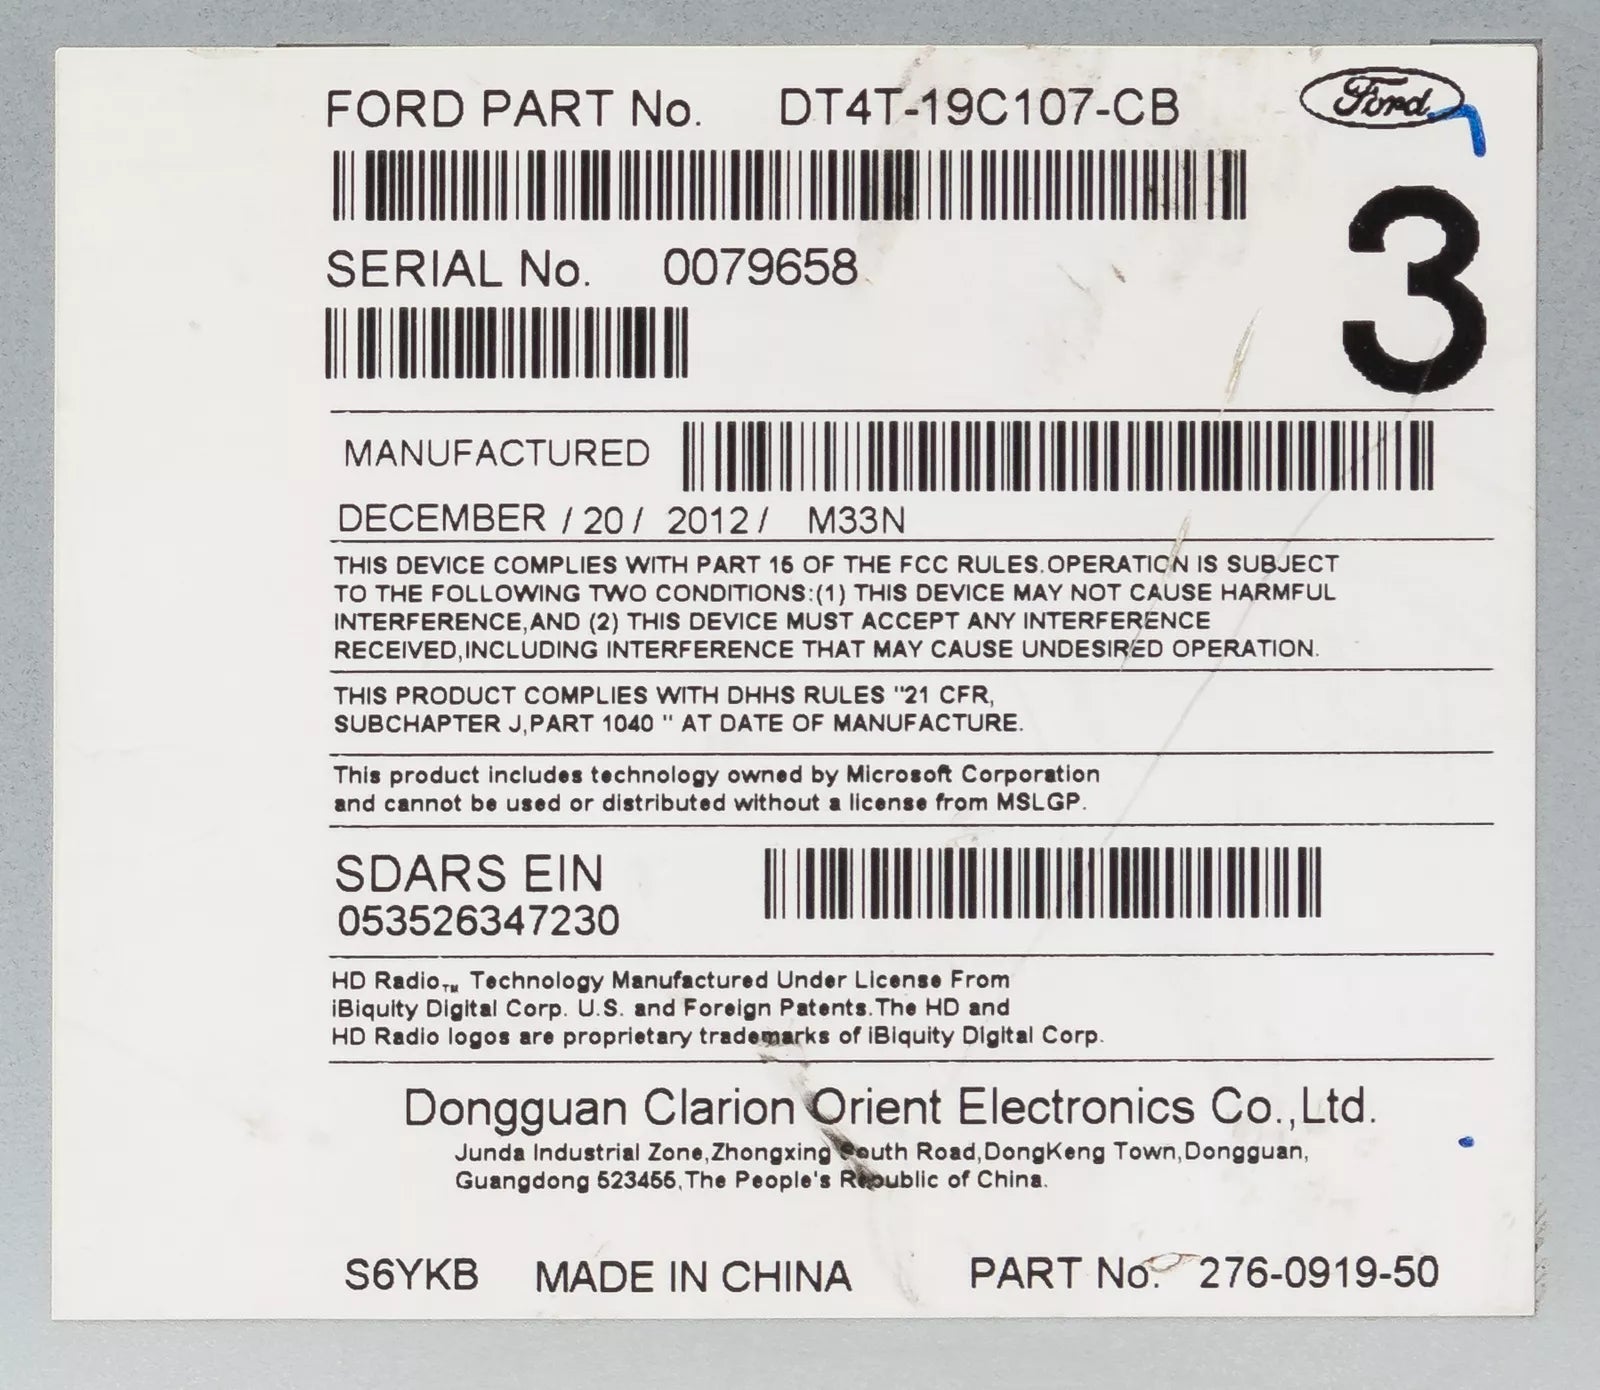 FORD PART No. DT4T-19C107-CB
Ford
3
SERIAL No. 0079658
MANUFACTURED
DECEMBER / 20 / 2012 / M33N
THIS DEVICE COMPLIES WITH PART 15 OF THE FCC RULES.OPERATION IS SUBJECT
TO THE FOLLOWING TWO CONDITIONS:(1) THIS DEVICE MAY NOT CAUSE HARMFUL
INTERFERENCE,AND (2) THIS DEVICE MUST ACCEPT ANY INTERFERENCE
RECEIVED,INCLUDING INTERFERENCE THAT MAY CAUSE UNDESIRED OPERATION.
THIS PRODUCT COMPLIES WITH DHHS RULES "21 CFR,
SUBCHAPTER J,PART 1040 " AT DATE OF MANUFACTURE.
This product includes technology owned by Microsoft Corporation
and cannot be used or distributed without a license from MSLGP.
SDARS EIN
053526347230
HD Radio™ Technology Manufactured Under License From
iBiquity Digital Corp. U.S. and Foreign Patents.The HD and
HD Radio logos are proprietary trademarks of iBiquity Digital Corp.
Dongguan Clarion Orient Electronics Co.,Ltd.
Junda Industrial Zone,Zhongxing South Road,DongKeng Town,Dongguan,
Guangdong 523455,The People's Republic of China.
S6YKB MADE IN CHINA PART No. 276-0919-50